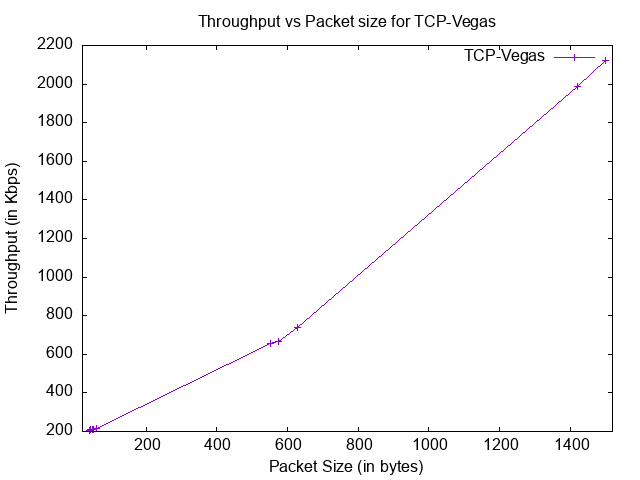 Throughput vs Packet size for TCP-Vegas
TCP-Vegas
2200
2000
1800
1600
1400
1200
1000
800
600
400
200
Throughput (in Kbps)
200 400 600 800 1000 1200 1400
Packet Size (in bytes)